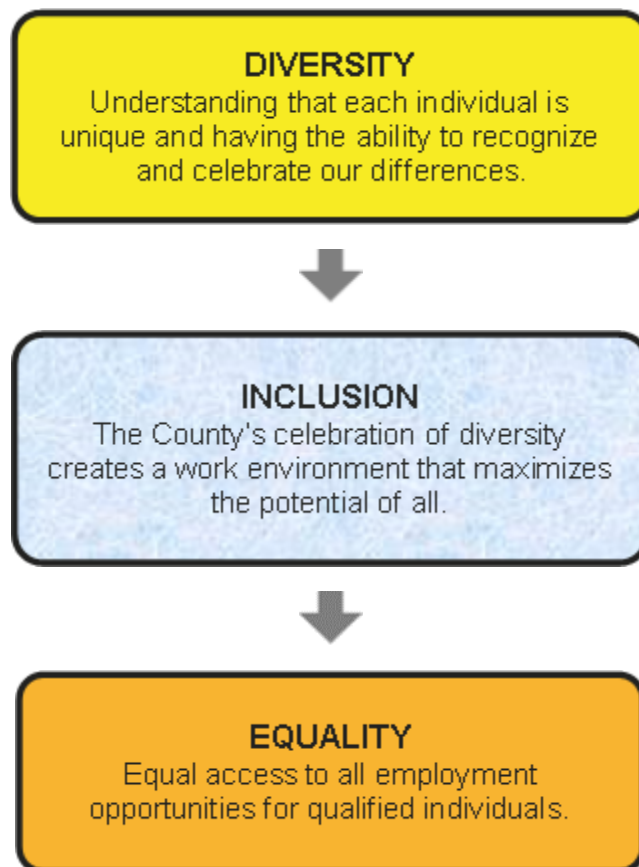 DIVERSITY
Understanding that each individual is
unique and having the ability to recognize
and celebrate our differences.
INCLUSION
The County's celebration of diversity
creates a work environment that maximizes
the potential of all.
EQUALITY
Equal access to all employment
opportunities for qualified individuals.